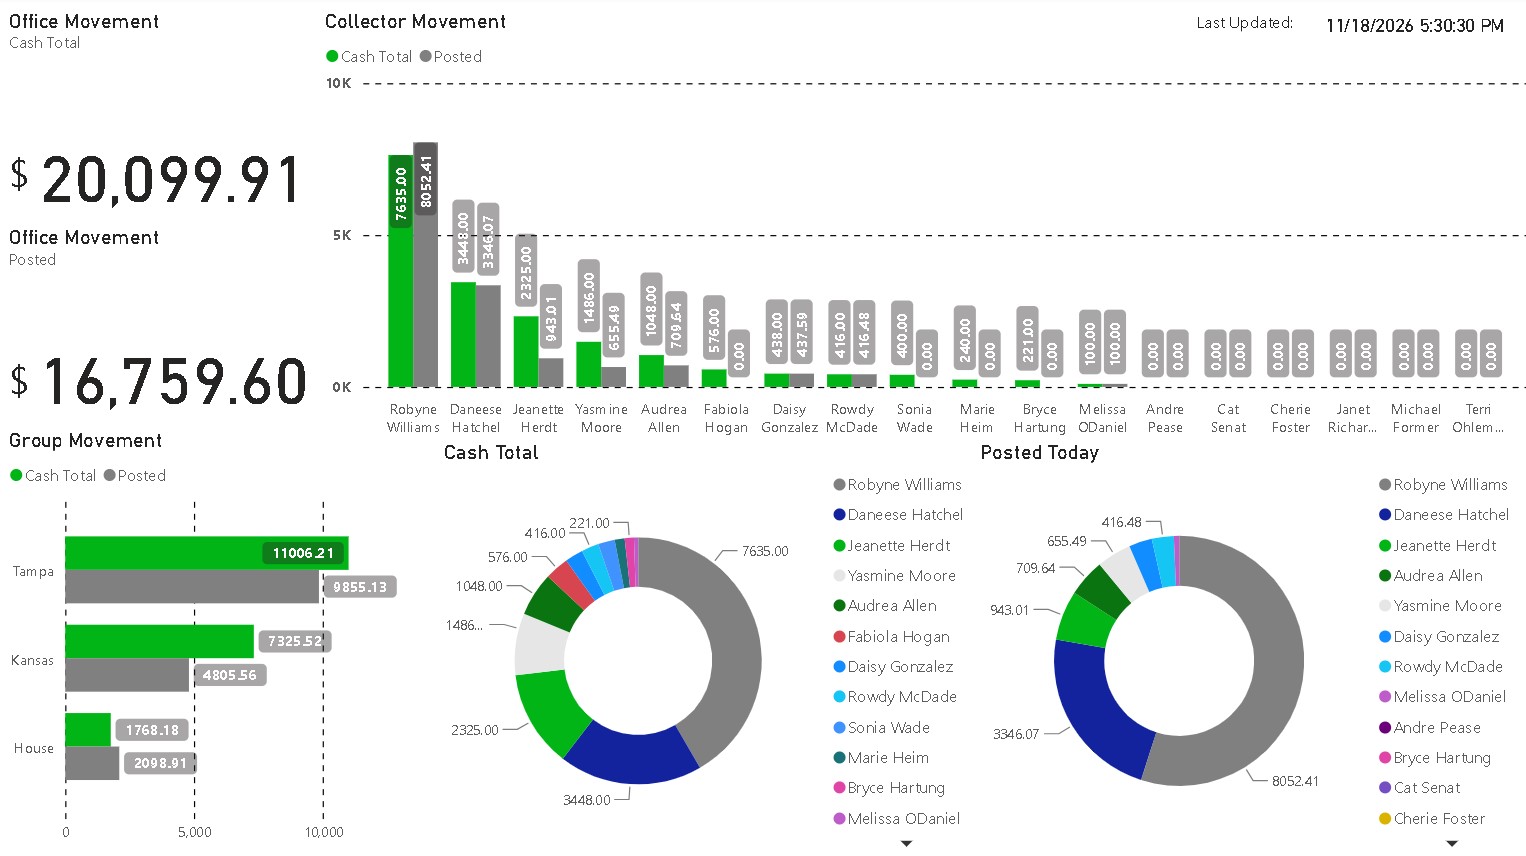 Office Movement
Cash Total
$ 20,099.91
Office Movement
Posted
$ 16,759.60
Collector Movement
Cash Total Posted
Last Updated: 11/18/2026 5:30:30 PM
10K
5K
0K
7635.00 8052.41
3448.00 3346.07
2325.00 943.01
1486.00 655.49
1048.00 709.64
576.00 0.00
438.00 437.59
416.00 416.48
400.00 0.00
240.00 0.00
221.00 0.00
100.00 100.00
0.00 0.00
0.00 0.00
0.00 0.00
0.00 0.00
0.00 0.00
0.00 0.00
Robyne
Williams
Daneese
Hatchel
Jeanette
Herdt
Yasmine
Moore
Audrea
Allen
Fabiola
Hogan
Daisy
Gonzalez
Rowdy
McDade
Sonia
Wade
Marie
Heim
Bryce
Hartung
Melissa
ODaniel
Andre
Pease
Cat
Senat
Cherie
Foster
Janet
Richar...
Michael
Former
Terri
Ohlem...
Group Movement
Cash Total Posted
Tampa
11006.21
9855.13
Kansas
7325.52
4805.56
House
1768.18
2098.91
0 5,000 10,000
Cash Total
221.00
416.00
576.00
1048.00
1486...
2325.00
3448.00
7635.00
Robyne Williams
Daneese Hatchel
Jeanette Herdt
Yasmine Moore
Audrea Allen
Fabiola Hogan
Daisy Gonzalez
Rowdy McDade
Sonia Wade
Marie Heim
Bryce Hartung
Melissa ODaniel
Posted Today
416.48
655.49
709.64
943.01
3346.07
8052.41
Robyne Williams
Daneese Hatchel
Jeanette Herdt
Audrea Allen
Yasmine Moore
Daisy Gonzalez
Rowdy McDade
Melissa ODaniel
Andre Pease
Bryce Hartung
Cat Senat
Cherie Foster